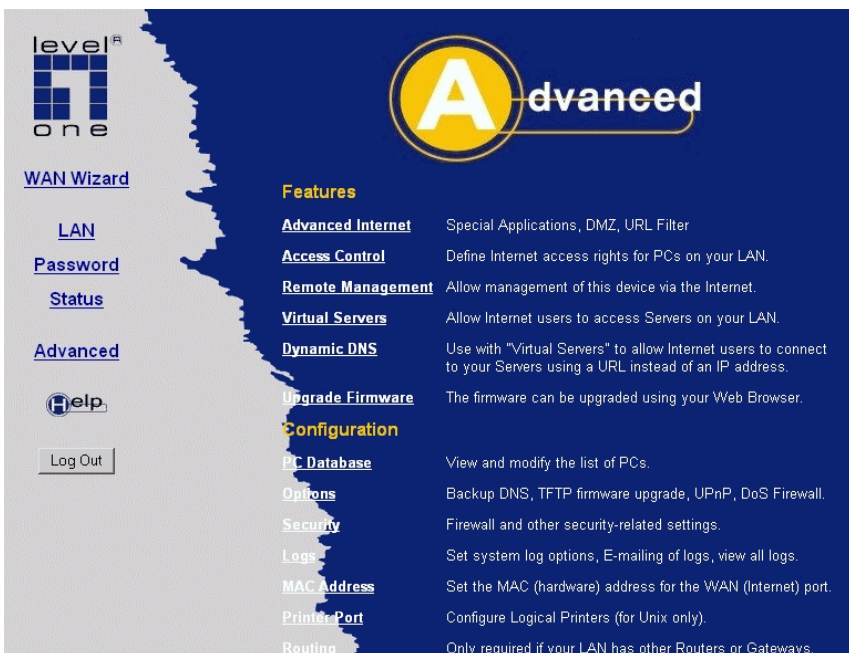 level®
one
WAN Wizard
LAN
Password
Status
Advanced
Help
Log Out
Advanced
Features
Advanced Internet Special Applications, DMZ, URL Filter
Access Control Define Internet access rights for PCs on your LAN.
Remote Management Allow management of this device via the Internet.
Virtual Servers Allow Internet users to access Servers on your LAN.
Dynamic DNS Use with "Virtual Servers" to allow Internet users to connect
to your Servers using a URL instead of an IP address.
Upgrade Firmware The firmware can be upgraded using your Web Browser.
Configuration
PC Database View and modify the list of PCs.
Options Backup DNS, TFTP firmware upgrade, UPnP, DoS Firewall.
Security Firewall and other security-related settings.
Logs Set system log options, E-mailing of logs, view all logs.
MAC Address Set the MAC (hardware) address for the WAN (Internet) port.
Printer Port Configure Logical Printers (for Unix only).
Routing Only required if your LAN has other Routers or Gateways.